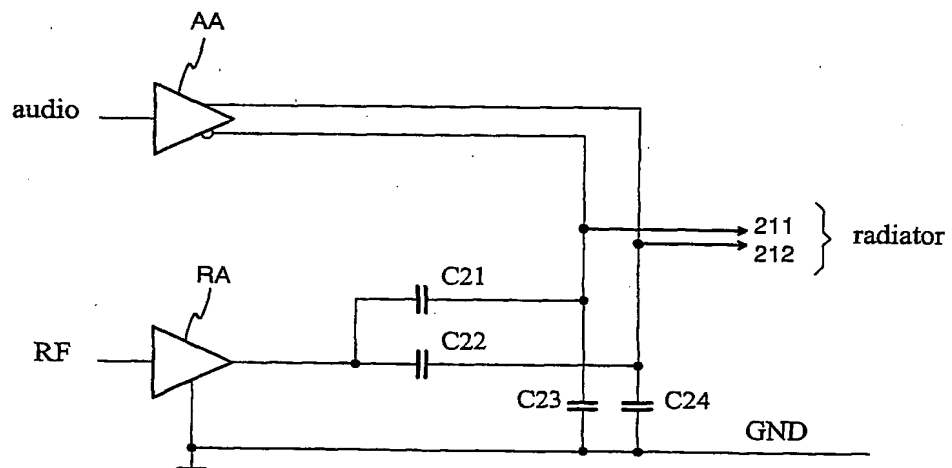 AA
audio
211
212
radiator
RA
C21
RF
C22
C23
C24
GND